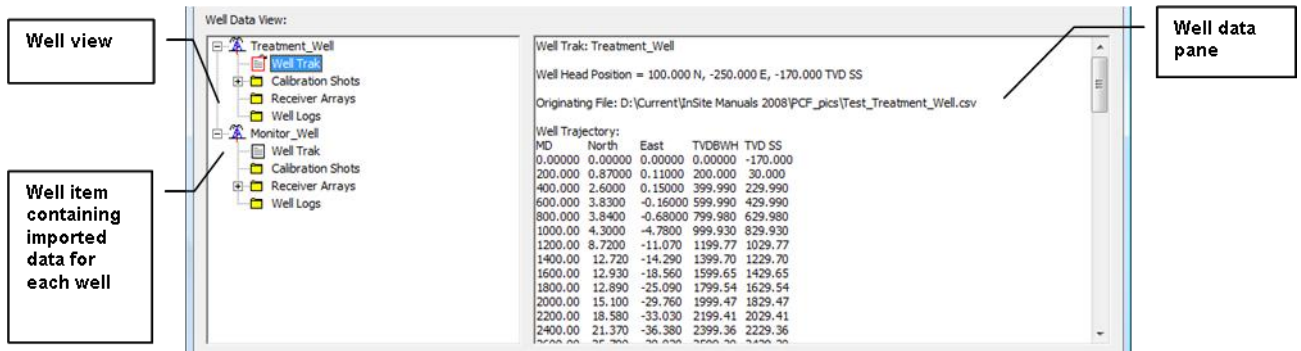 Well Data View:
Well view
Treatment_Well
Well Trak
Calibration Shots
Receiver Arrays
Well Logs
Monitor_Well
Well Trak
Calibration Shots
Receiver Arrays
Well Logs
Well item
containing
imported
data for
each well
Well Trak: Treatment_Well
Well Head Position = 100.000 N, -250.000 E, -170.000 TVD SS
Originating File: D:\Current\InSite Manuals 2008\PCF_pics\Test_Treatment_Well.csv
Well Trajectory:
MD North East TVDBWH TVD SS
0.00000 0.00000 0.00000 0.00000 -170.000
200.000 0.87000 0.11000 200.000 30.000
400.000 2.6000 0.15000 399.990 229.990
600.000 3.8300 -0.16000 599.990 429.990
800.000 3.8400 -0.68000 799.980 629.980
1000.00 4.3000 -4.7800 999.930 829.930
1200.00 8.7200 -11.070 1199.77 1029.77
1400.00 12.720 -14.290 1399.70 1229.70
1600.00 12.930 -18.560 1599.65 1429.65
1800.00 12.890 -25.090 1799.54 1629.54
2000.00 15.100 -29.760 1999.47 1829.47
2200.00 18.580 -33.030 2199.41 2029.41
2400.00 21.370 -36.380 2399.36 2229.36
Well data
pane